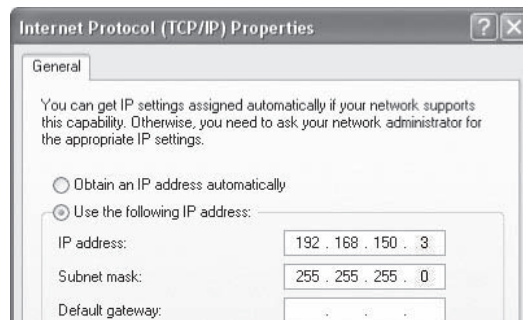 Internet Protocol (TCP/IP) Properties
General
You can get IP settings assigned automatically if your network supports
this capability. Otherwise, you need to ask your network administrator for
the appropriate IP settings.
Obtain an IP address automatically
Use the following IP address:
IP address: 192 . 168 . 150 . 3
Subnet mask: 255 . 255 . 255 . 0
Default gateway: . . .